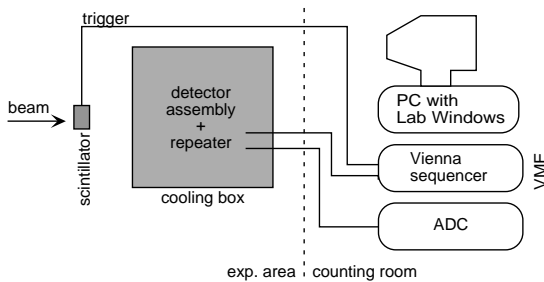 trigger
beam
scintillator
detector
assembly
+
repeater
cooling box
PC with
Lab Windows
Vienna
sequencer
VME
ADC
exp. area
counting room